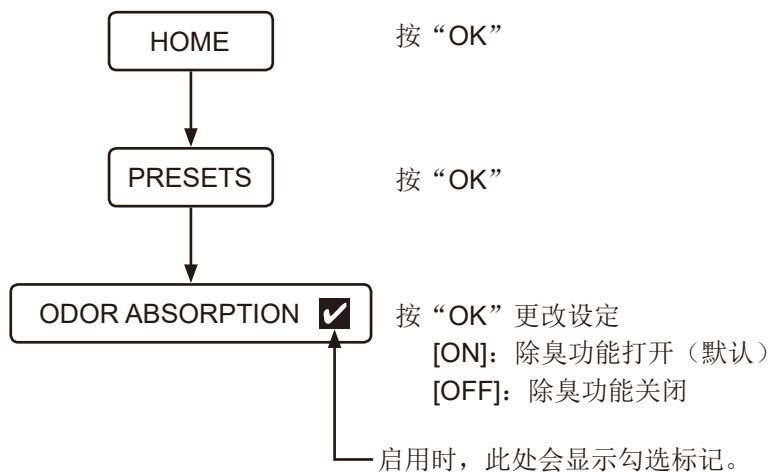 HOME 按“OK”
PRESETS 按“OK”
ODOR ABSORPTION ✔ 按“OK”更改设定
[ON]：除臭功能打开（默认）
[OFF]：除臭功能关闭
启用时，此处会显示勾选标记。